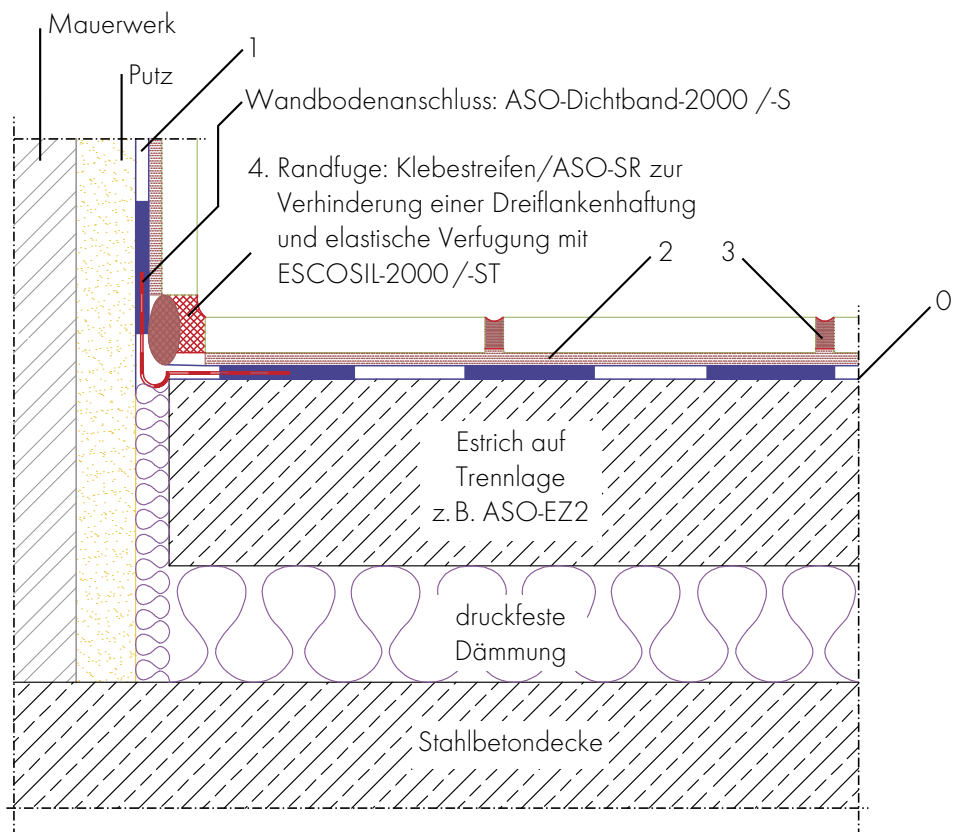 Mauerwerk
1
Putz
Wandbodenanschluss: ASO-Dichtband-2000 /-S
4. Randfuge: Klebestreifen/ASO-SR zur
Verhinderung einer Dreiflankenhaftung
und elastische Verfugung mit
ESCOSIL-2000 /-ST
2
3
0
Estrich auf
Trennlage
z. B. ASO-EZ2
druckfeste
Dämmung
Stahlbetondecke